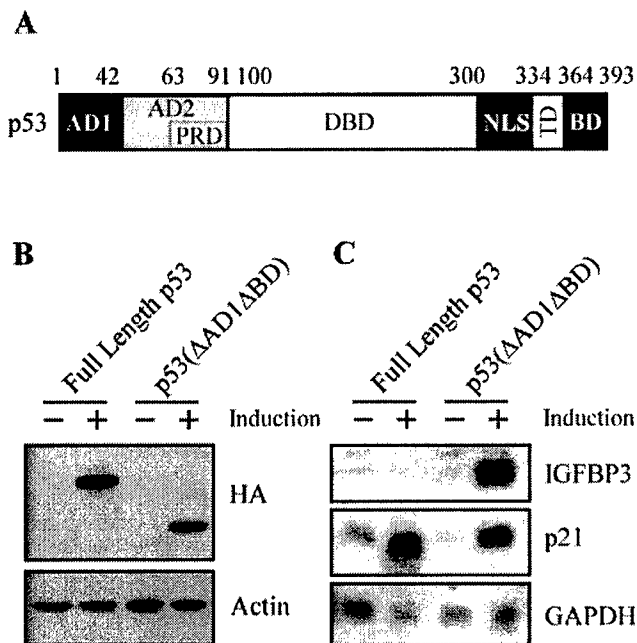 A
1 42 63 91 100 300 334 364 393
p53 AD1 AD2 PRD DBD NLS TD BD
B
Full Length p53
p53(ΔAD1ΔBD)
− + − + Induction
HA
Actin
C
Full Length p53
p53(ΔAD1ΔBD)
− + − + Induction
IGFBP3
p21
GAPDH